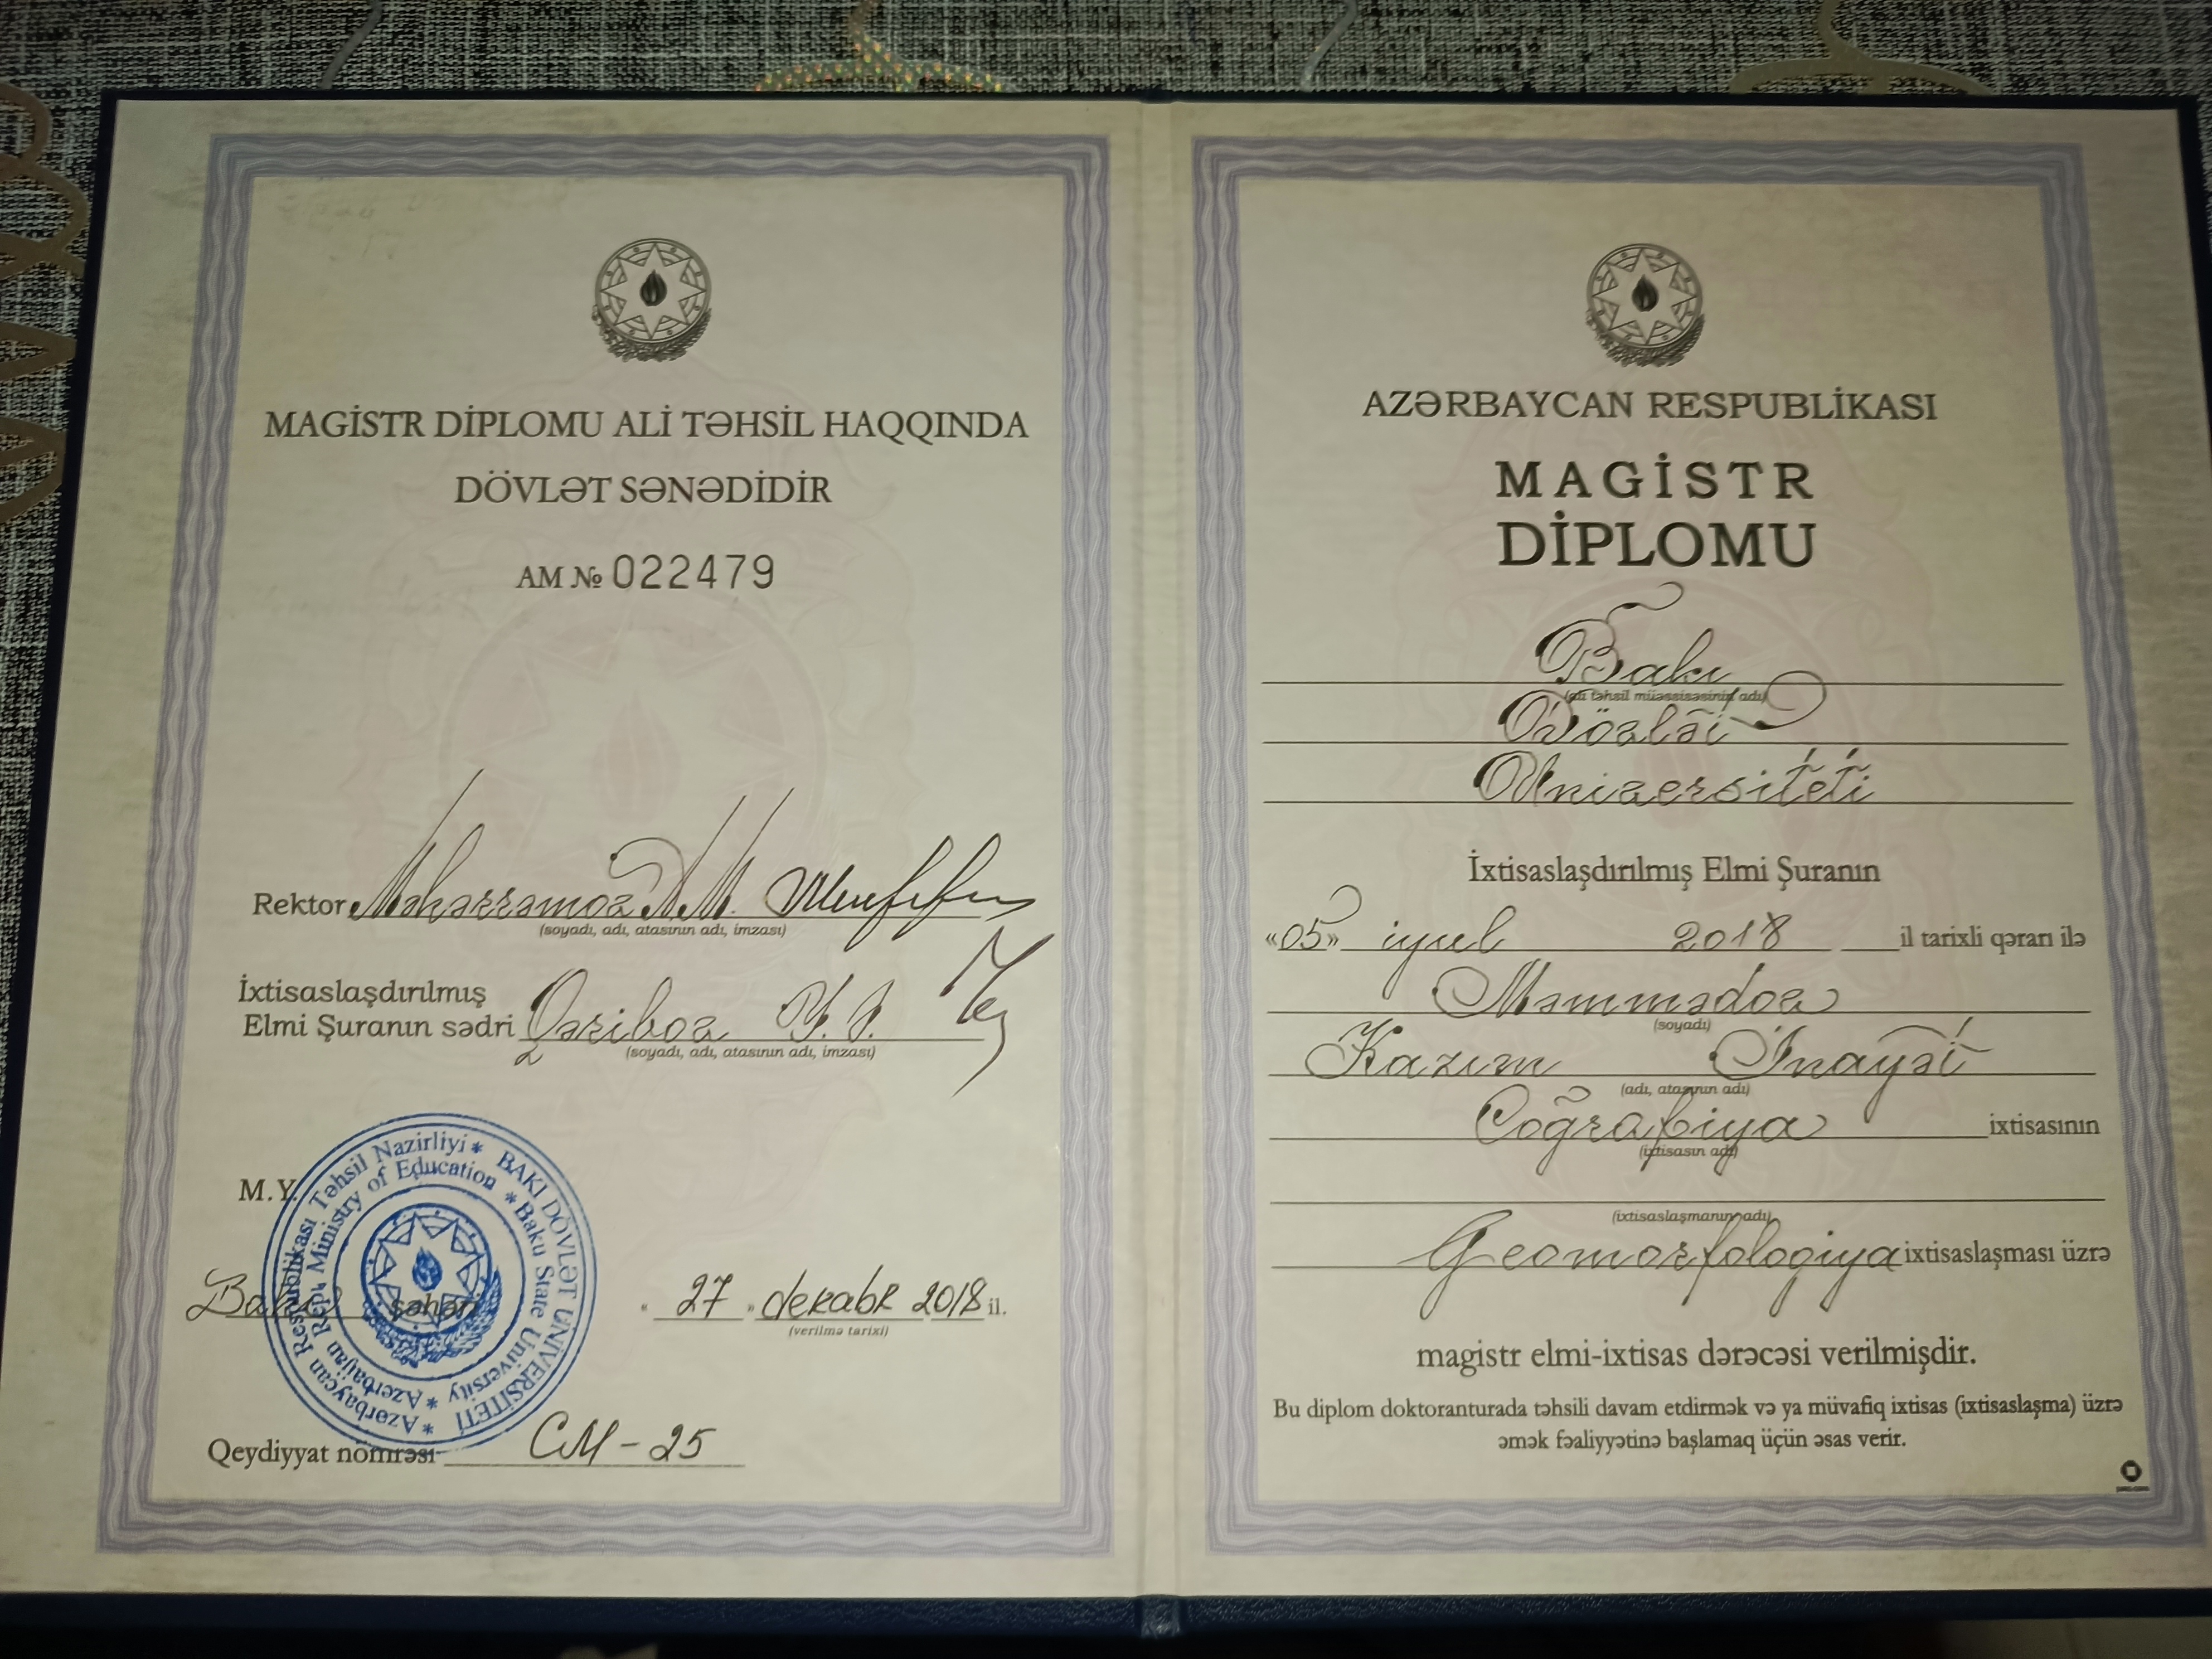 MAGİSTR DİPLOMU ALİ TƏHSİL HAQQINDA
DÖVLƏT SƏNƏDİDİR
AM № 022479
Rektor Məhərrəmov A.M.
(soyadı, adı, atasının adı, imzası)
İxtisaslaşdırılmış
Elmi Şuranın sədri Qəribov Y.Ə.
(soyadı, adı, atasının adı, imzası)
M.Y.
Azərbaycan Respublikası Təhsil Nazirliyi * BAKI DÖVLƏT UNİVERSİTETİ *
Azerbaijan Rep. Ministry of Education * Baku State University *
Bakı şəhəri « 27 » dekabr 2018 il.
(verilmə tarixi)
Qeydiyyat nömrəsi CM-25
AZƏRBAYCAN RESPUBLİKASI
MAGİSTR
DİPLOMU
Bakı
(ali təhsil müəssisəsinin adı)
Dövlət
Universiteti
İxtisaslaşdırılmış Elmi Şuranın
«05» iyul 2018 il tarixli qərarı ilə
Məmmədov
(soyadı)
Kazım İnayət
(adı, atasının adı)
Coğrafiya ixtisasının
(ixtisasın adı)
(ixtisaslaşmanın adı)
Geomorfologiya ixtisaslaşması üzrə
magistr elmi-ixtisas dərəcəsi verilmişdir.
Bu diplom doktoranturada təhsili davam etdirmək və ya müvafiq ixtisas (ixtisaslaşma) üzrə
əmək fəaliyyətinə başlamaq üçün əsas verir.